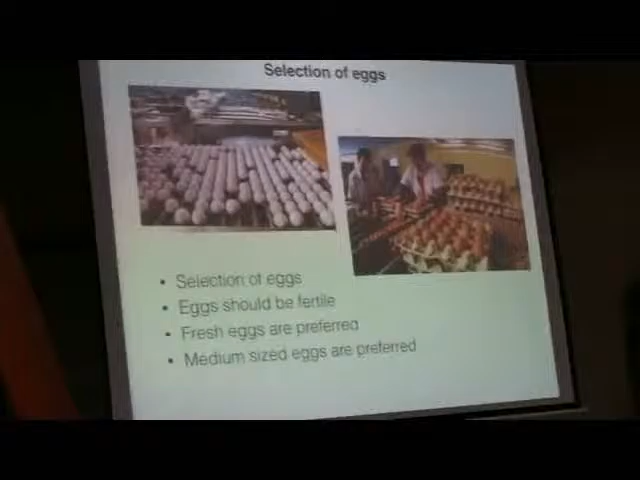 Selection of eggs
• Selection of eggs
• Eggs should be fertile
• Fresh eggs are preferred
• Medium sized eggs are preferred